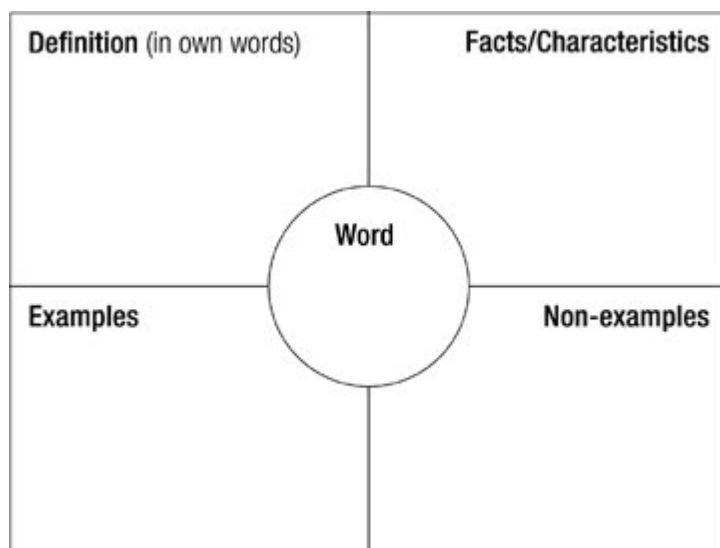 Definition (in own words)
Facts/Characteristics
Word
Examples
Non-examples